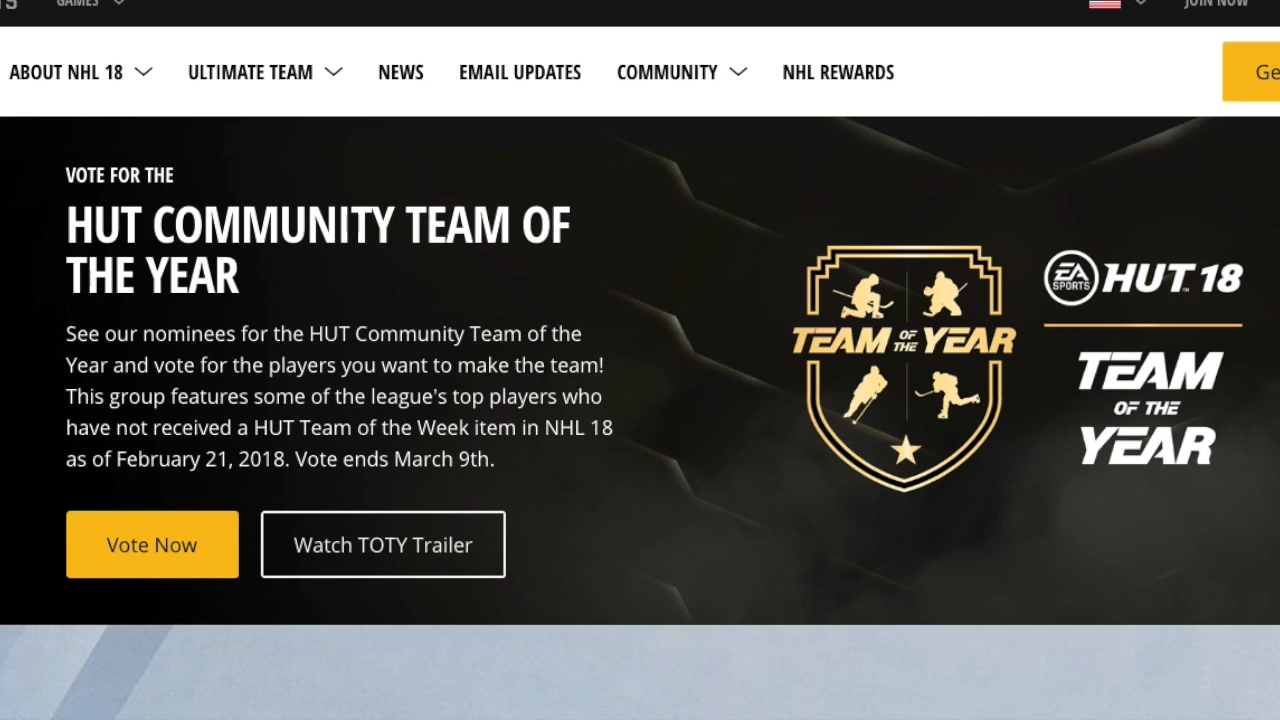 GAMES
JOIN NOW
ABOUT NHL 18
ULTIMATE TEAM
NEWS
EMAIL UPDATES
COMMUNITY
NHL REWARDS
VOTE FOR THE
HUT COMMUNITY TEAM OF
THE YEAR
See our nominees for the HUT Community Team of the
Year and vote for the players you want to make the team!
This group features some of the league's top players who
have not received a HUT Team of the Week item in NHL 18
as of February 21, 2018. Vote ends March 9th.
Vote Now
Watch TOTY Trailer
TEAM OF THE YEAR
EA SPORTS HUT 18
TEAM
OF THE
YEAR